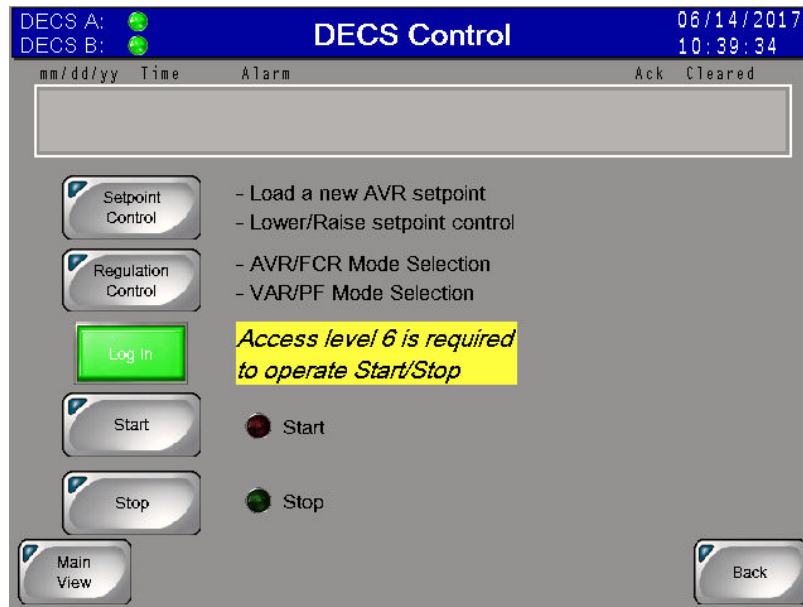 DECS A:
DECS B:
DECS Control
06/14/2017
10:39:34
mm/dd/yy Time Alarm Ack Cleared
Setpoint
Control
- Load a new AVR setpoint
- Lower/Raise setpoint control
Regulation
Control
- AVR/FCR Mode Selection
- VAR/PF Mode Selection
Log In
Access level 6 is required
to operate Start/Stop
Start
Start
Stop
Stop
Main
View
Back